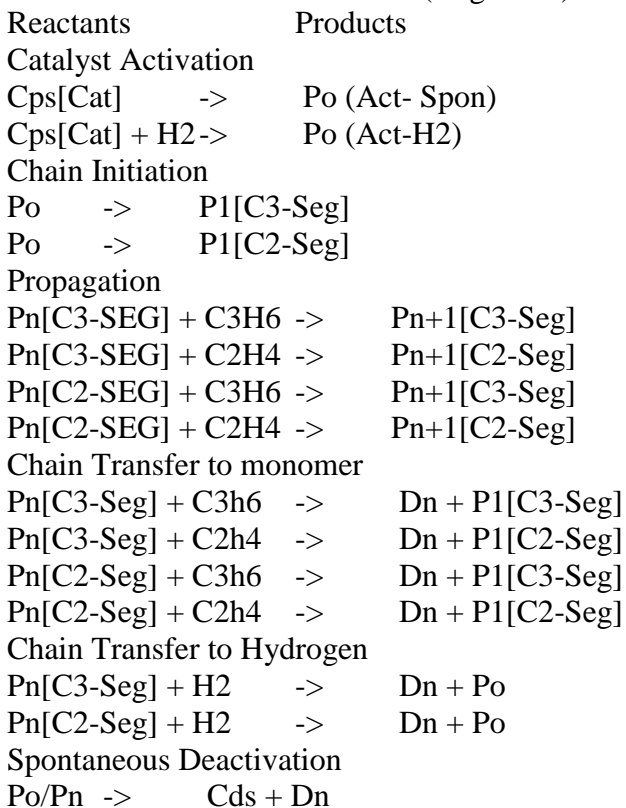 Reactants Products
Catalyst Activation
Cps[Cat] -> Po (Act- Spon)
Cps[Cat] + H2-> Po (Act-H2)
Chain Initiation
Po -> P1[C3-Seg]
Po -> P1[C2-Seg]
Propagation
Pn[C3-SEG] + C3H6 -> Pn+1[C3-Seg]
Pn[C3-SEG] + C2H4 -> Pn+1[C2-Seg]
Pn[C2-SEG] + C3H6 -> Pn+1[C3-Seg]
Pn[C2-SEG] + C2H4 -> Pn+1[C2-Seg]
Chain Transfer to monomer
Pn[C3-Seg] + C3h6 -> Dn + P1[C3-Seg]
Pn[C3-Seg] + C2h4 -> Dn + P1[C2-Seg]
Pn[C2-Seg] + C3h6 -> Dn + P1[C3-Seg]
Pn[C2-Seg] + C2h4 -> Dn + P1[C2-Seg]
Chain Transfer to Hydrogen
Pn[C3-Seg] + H2 -> Dn + Po
Pn[C2-Seg] + H2 -> Dn + Po
Spontaneous Deactivation
Po/Pn -> Cds + Dn